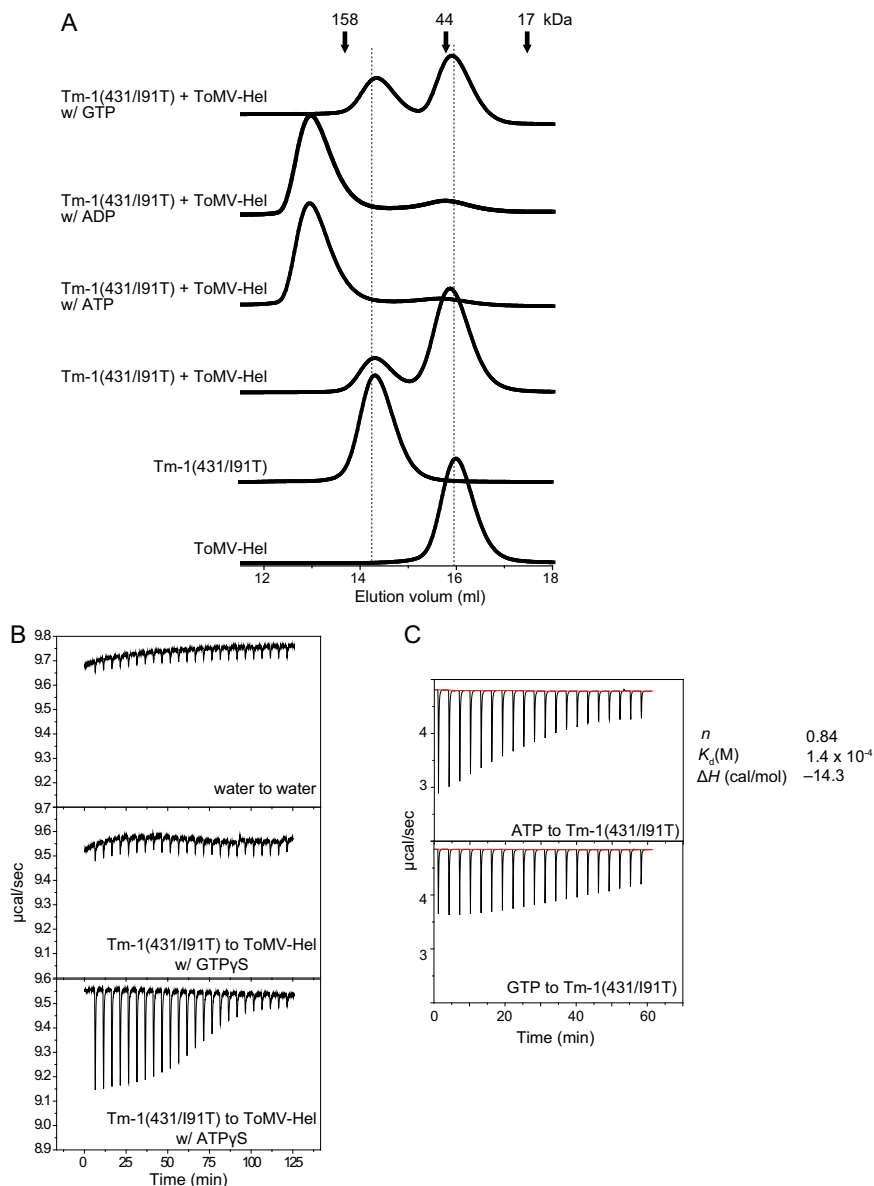 A
158 44 17 kDa
Tm-1(431/I91T) + ToMV-Hel
w/ GTP
Tm-1(431/I91T) + ToMV-Hel
w/ ADP
Tm-1(431/I91T) + ToMV-Hel
w/ ATP
Tm-1(431/I91T) + ToMV-Hel
Tm-1(431/I91T)
ToMV-Hel
12 14 16 18
Elution volum (ml)
B
9.8
9.7
9.6
9.5
9.4
9.3
9.2
water to water
9.7
9.6
9.5
9.4
9.3
9.2
9.1
Tm-1(431/I91T) to ToMV-Hel
w/ GTPγS
9.6
9.5
9.4
9.3
9.2
9.1
9.0
8.9
Tm-1(431/I91T) to ToMV-Hel
w/ ATPγS
µcal/sec
0 25 50 75 100 125
Time (min)
C
4
3
ATP to Tm-1(431/I91T)
4
3
GTP to Tm-1(431/I91T)
µcal/sec
0 20 40 60
Time (min)
n 0.84
Kd(M) 1.4 x 10-4
ΔH (cal/mol) –14.3